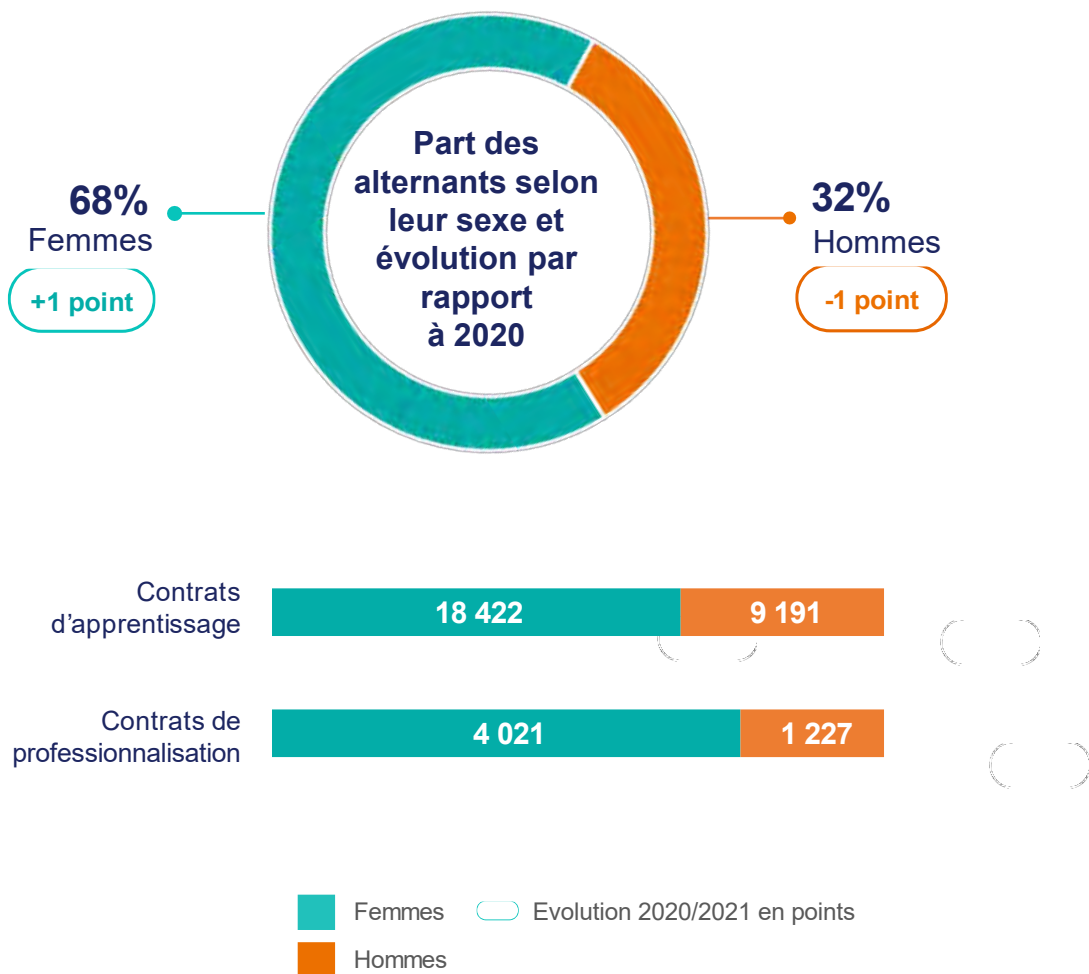 Part des
alternants selon
leur sexe et
évolution par
rapport
à 2020
68%
Femmes
+1 point
32%
Hommes
-1 point
Contrats
d’apprentissage
18 422
9 191
Contrats de
professionnalisation
4 021
1 227
Femmes
Evolution 2020/2021 en points
Hommes